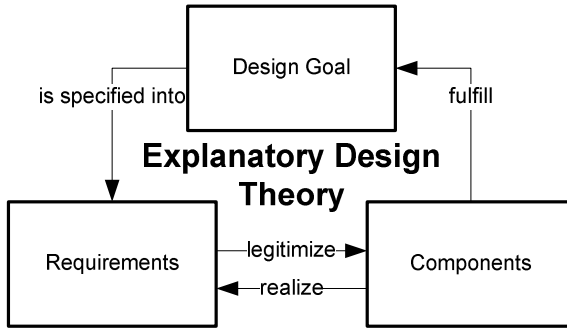 Design Goal
is specified into
fulfill
Explanatory Design
Theory
Requirements
legitimize
realize
Components